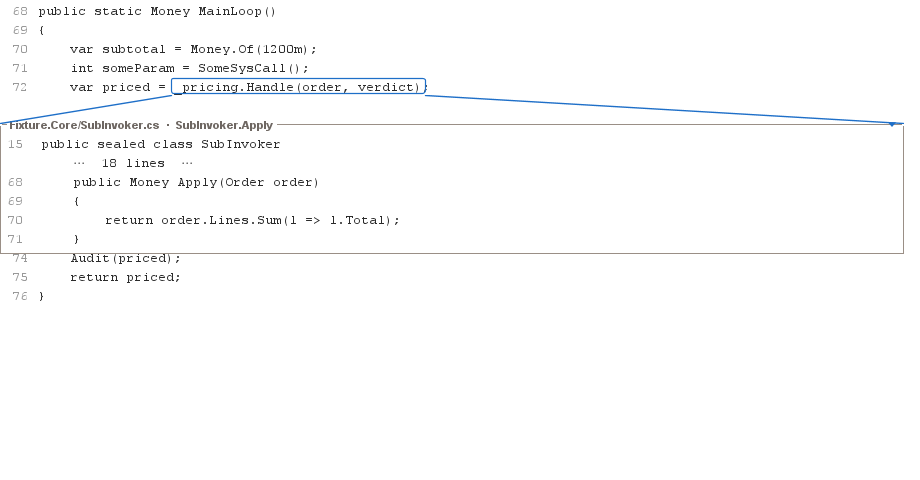 68 public static Money MainLoop()
69 {
70 var subtotal = Money.Of(1200m);
71 int someParam = SomeSysCall();
72 var priced = _pricing.Handle(order, verdict);
Fixture.Core/SubInvoker.cs · SubInvoker.Apply
15 public sealed class SubInvoker
··· 18 lines ···
68 public Money Apply(Order order)
69 {
70 return order.Lines.Sum(l => l.Total);
71 }
74 Audit(priced);
75 return priced;
76 }